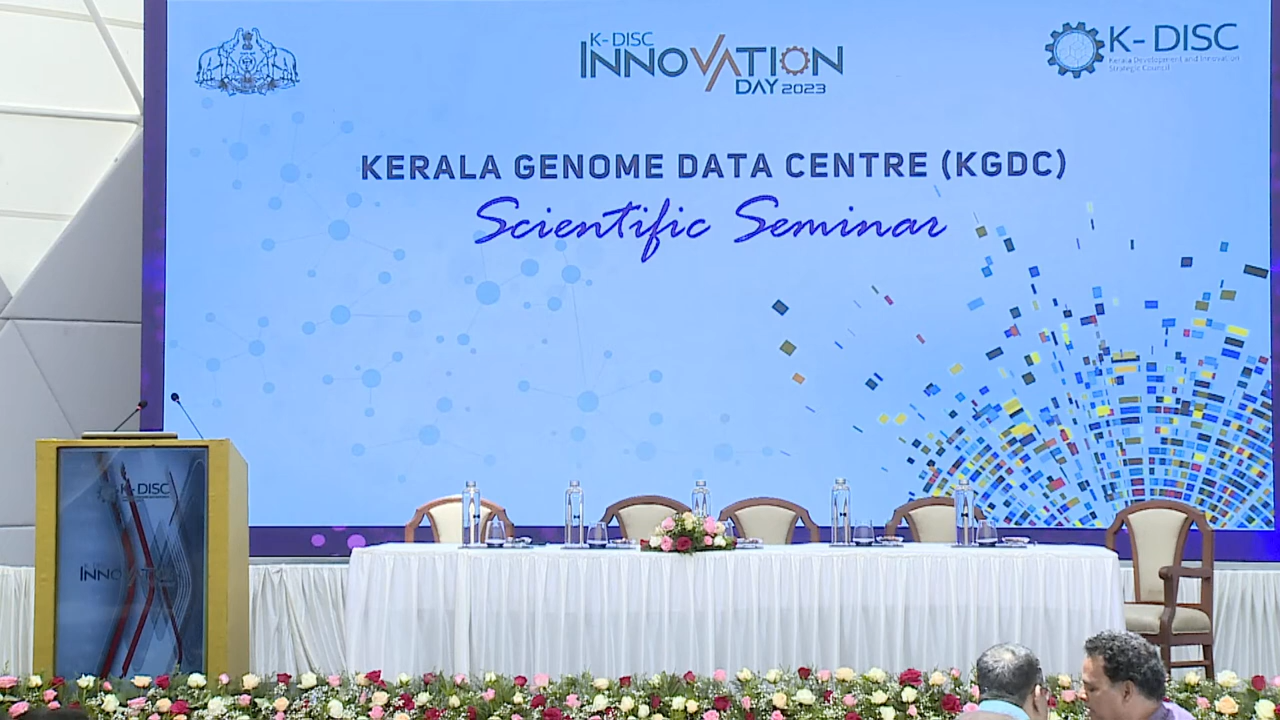 K-DISC
INNOVATION
DAY 2023
K-DISC
Kerala Development and Innovation
Strategic Council
KERALA GENOME DATA CENTRE (KGDC)
Scientific Seminar
K-DISC
INNOVATION